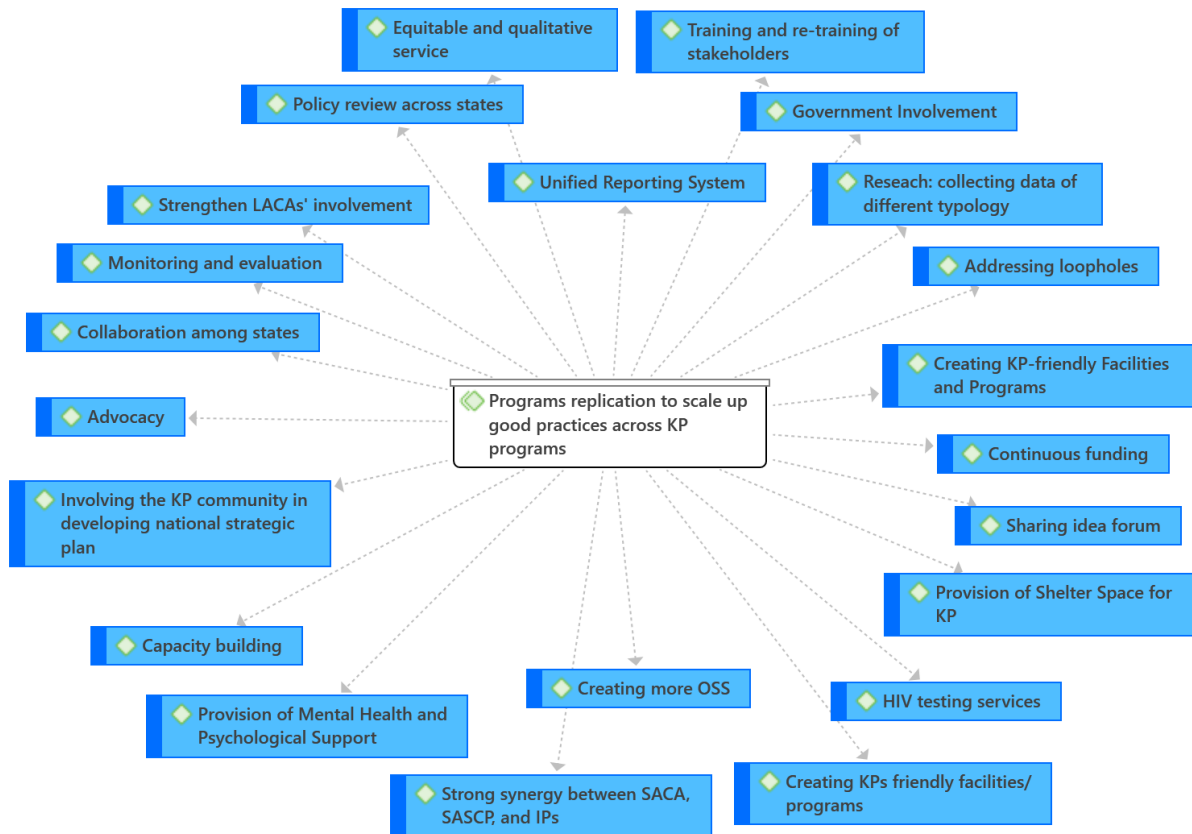 Equitable and qualitative
service
Training and re-training of
stakeholders
Policy review across states
Government Involvement
Unified Reporting System
Reseach: collecting data of
different typology
Strengthen LACAs' involvement
Monitoring and evaluation
Addressing loopholes
Collaboration among states
Creating KP-friendly Facilities
and Programs
Programs replication to scale up
good practices across KP
programs
Advocacy
Continuous funding
Involving the KP community in
developing national strategic
plan
Sharing idea forum
Provision of Shelter Space for
KP
Capacity building
Creating more OSS
HIV testing services
Provision of Mental Health and
Psychological Support
Creating KPs friendly facilities/
programs
Strong synergy between SACA,
SASCP, and IPs